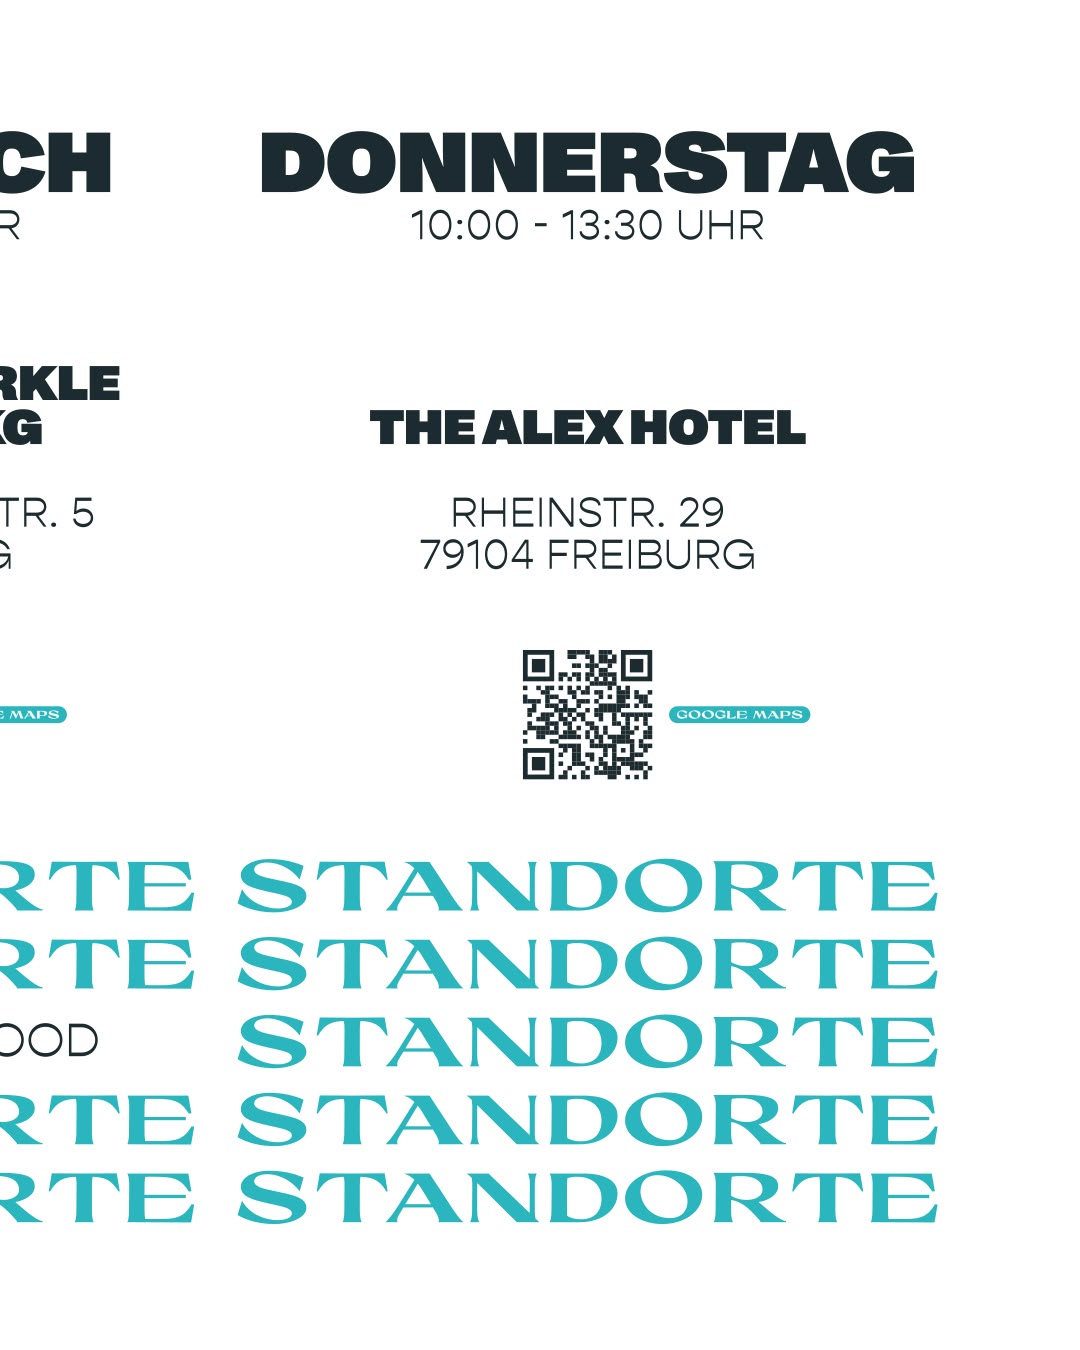 CH
R
RKLE
KG
TR. 5
G
E MAPS
RTE
RTE
OOD
RTE
RTE
DONNERSTAG
10:00 - 13:30 UHR
THE ALEX HOTEL
RHEINSTR. 29
79104 FREIBURG
GOOGLE MAPS
STANDORTE
STANDORTE
STANDORTE
STANDORTE
STANDORTE